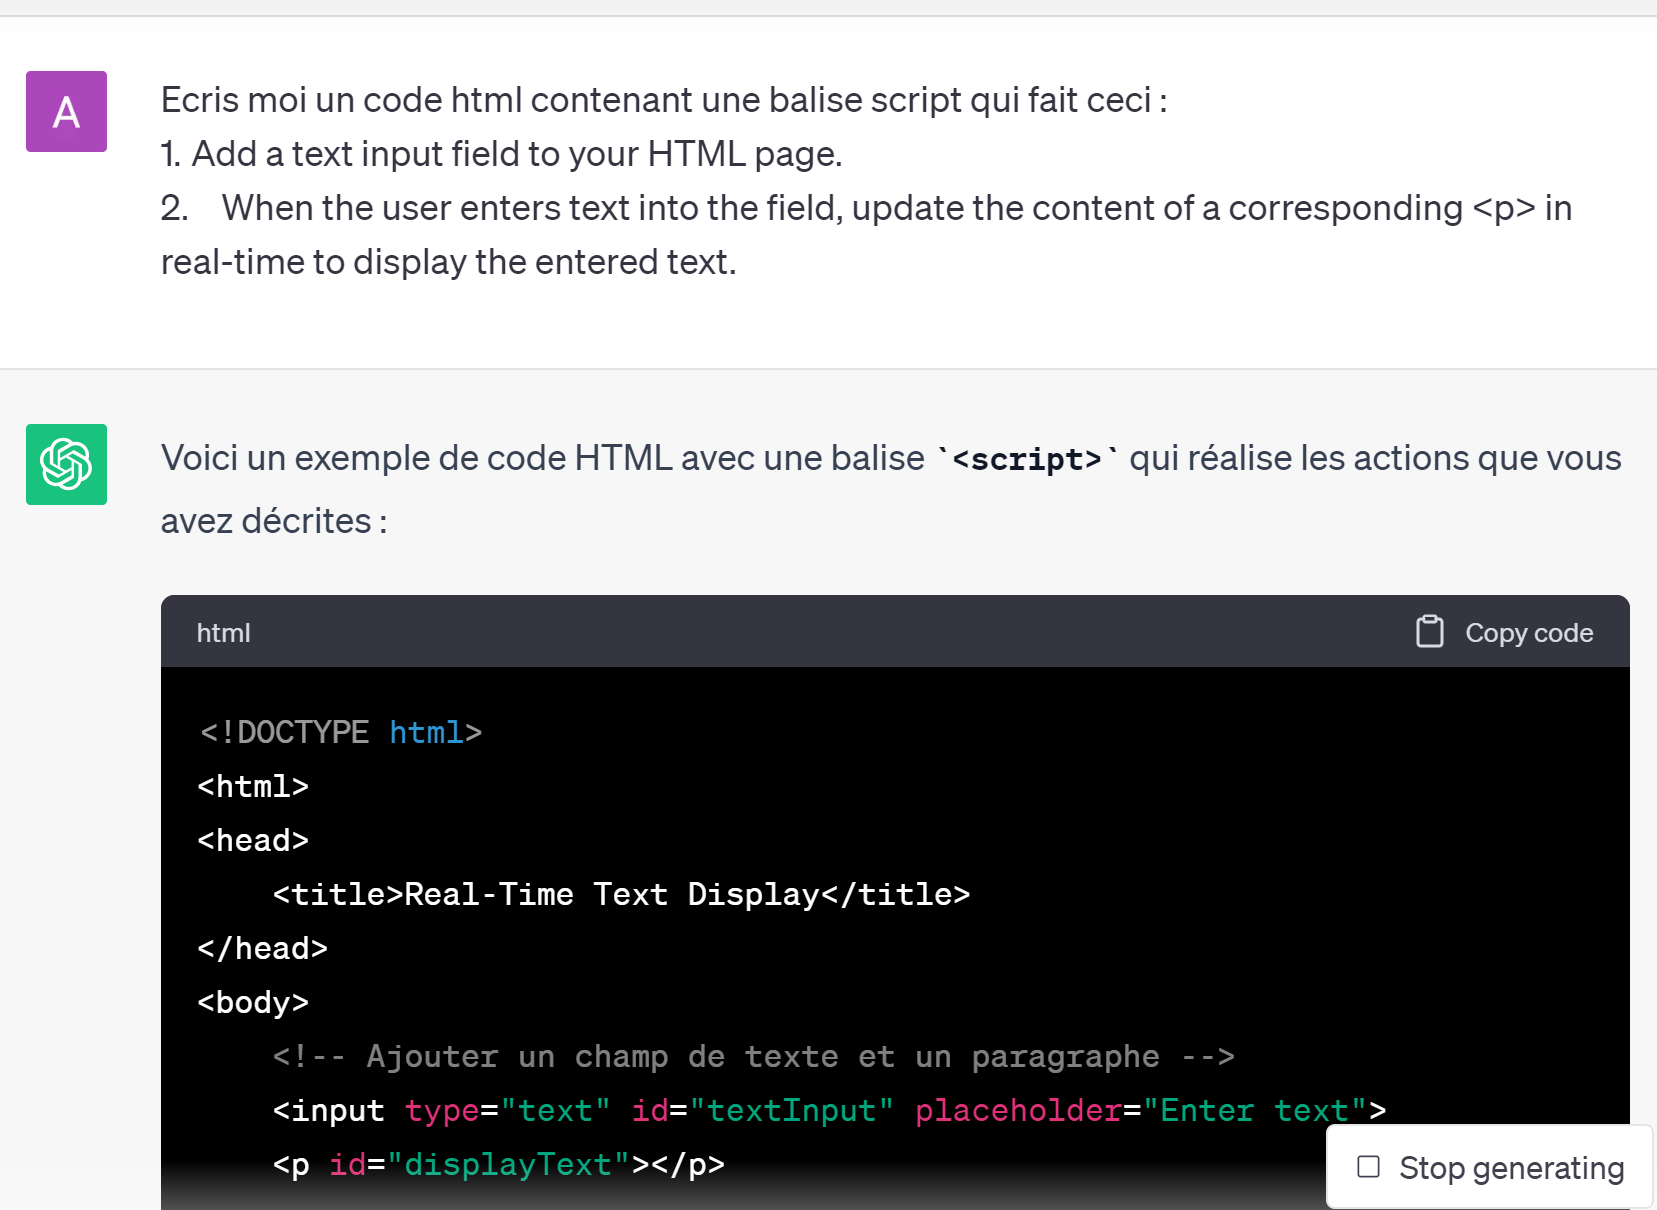 A
Ecris moi un code html contenant une balise script qui fait ceci :
1. Add a text input field to your HTML page.
2. When the user enters text into the field, update the content of a corresponding <p> in
real-time to display the entered text.
Voici un exemple de code HTML avec une balise `<script>` qui réalise les actions que vous
avez décrites :
html
Copy code
<!DOCTYPE html>
<html>
<head>
    <title>Real-Time Text Display</title>
</head>
<body>
    <!-- Ajouter un champ de texte et un paragraphe -->
    <input type="text" id="textInput" placeholder="Enter text">
    <p id="displayText"></p>
Stop generating